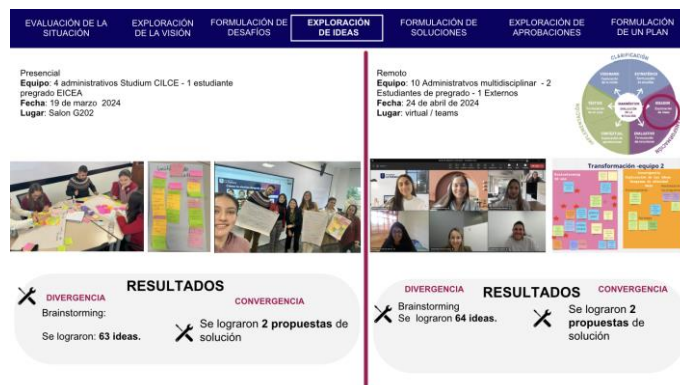 EVALUACIÓN DE LA
SITUACIÓN
EXPLORACIÓN
DE LA VISIÓN
FORMULACIÓN DE
DESAFÍOS
EXPLORACIÓN
DE IDEAS
FORMULACIÓN DE
SOLUCIONES
EXPLORACIÓN DE
APROBACIONES
FORMULACIÓN
DE UN PLAN
Presencial
Equipo: 4 administrativos Studium CILCE - 1 estudiante
pregrado EICEA
Fecha: 19 de marzo 2024
Lugar: Salon G202
Remoto
Equipo: 10 Administratvos multidisciplinar - 2
Estudiantes de pregrado - 1 Externos
Fecha: 24 de abril de 2024
Lugar: virtual / teams
CLARIFICACIÓN
Transformación -equipo 2
RESULTADOS
DIVERGENCIA
Brainstorming:
Se lograron: 63 ideas.
CONVERGENCIA
Se lograron 2 propuestas de
solución
RESULTADOS
DIVERGENCIA
Brainstorming
Se lograron 64 ideas.
CONVERGENCIA
Se lograron 2
propuestas de
solución